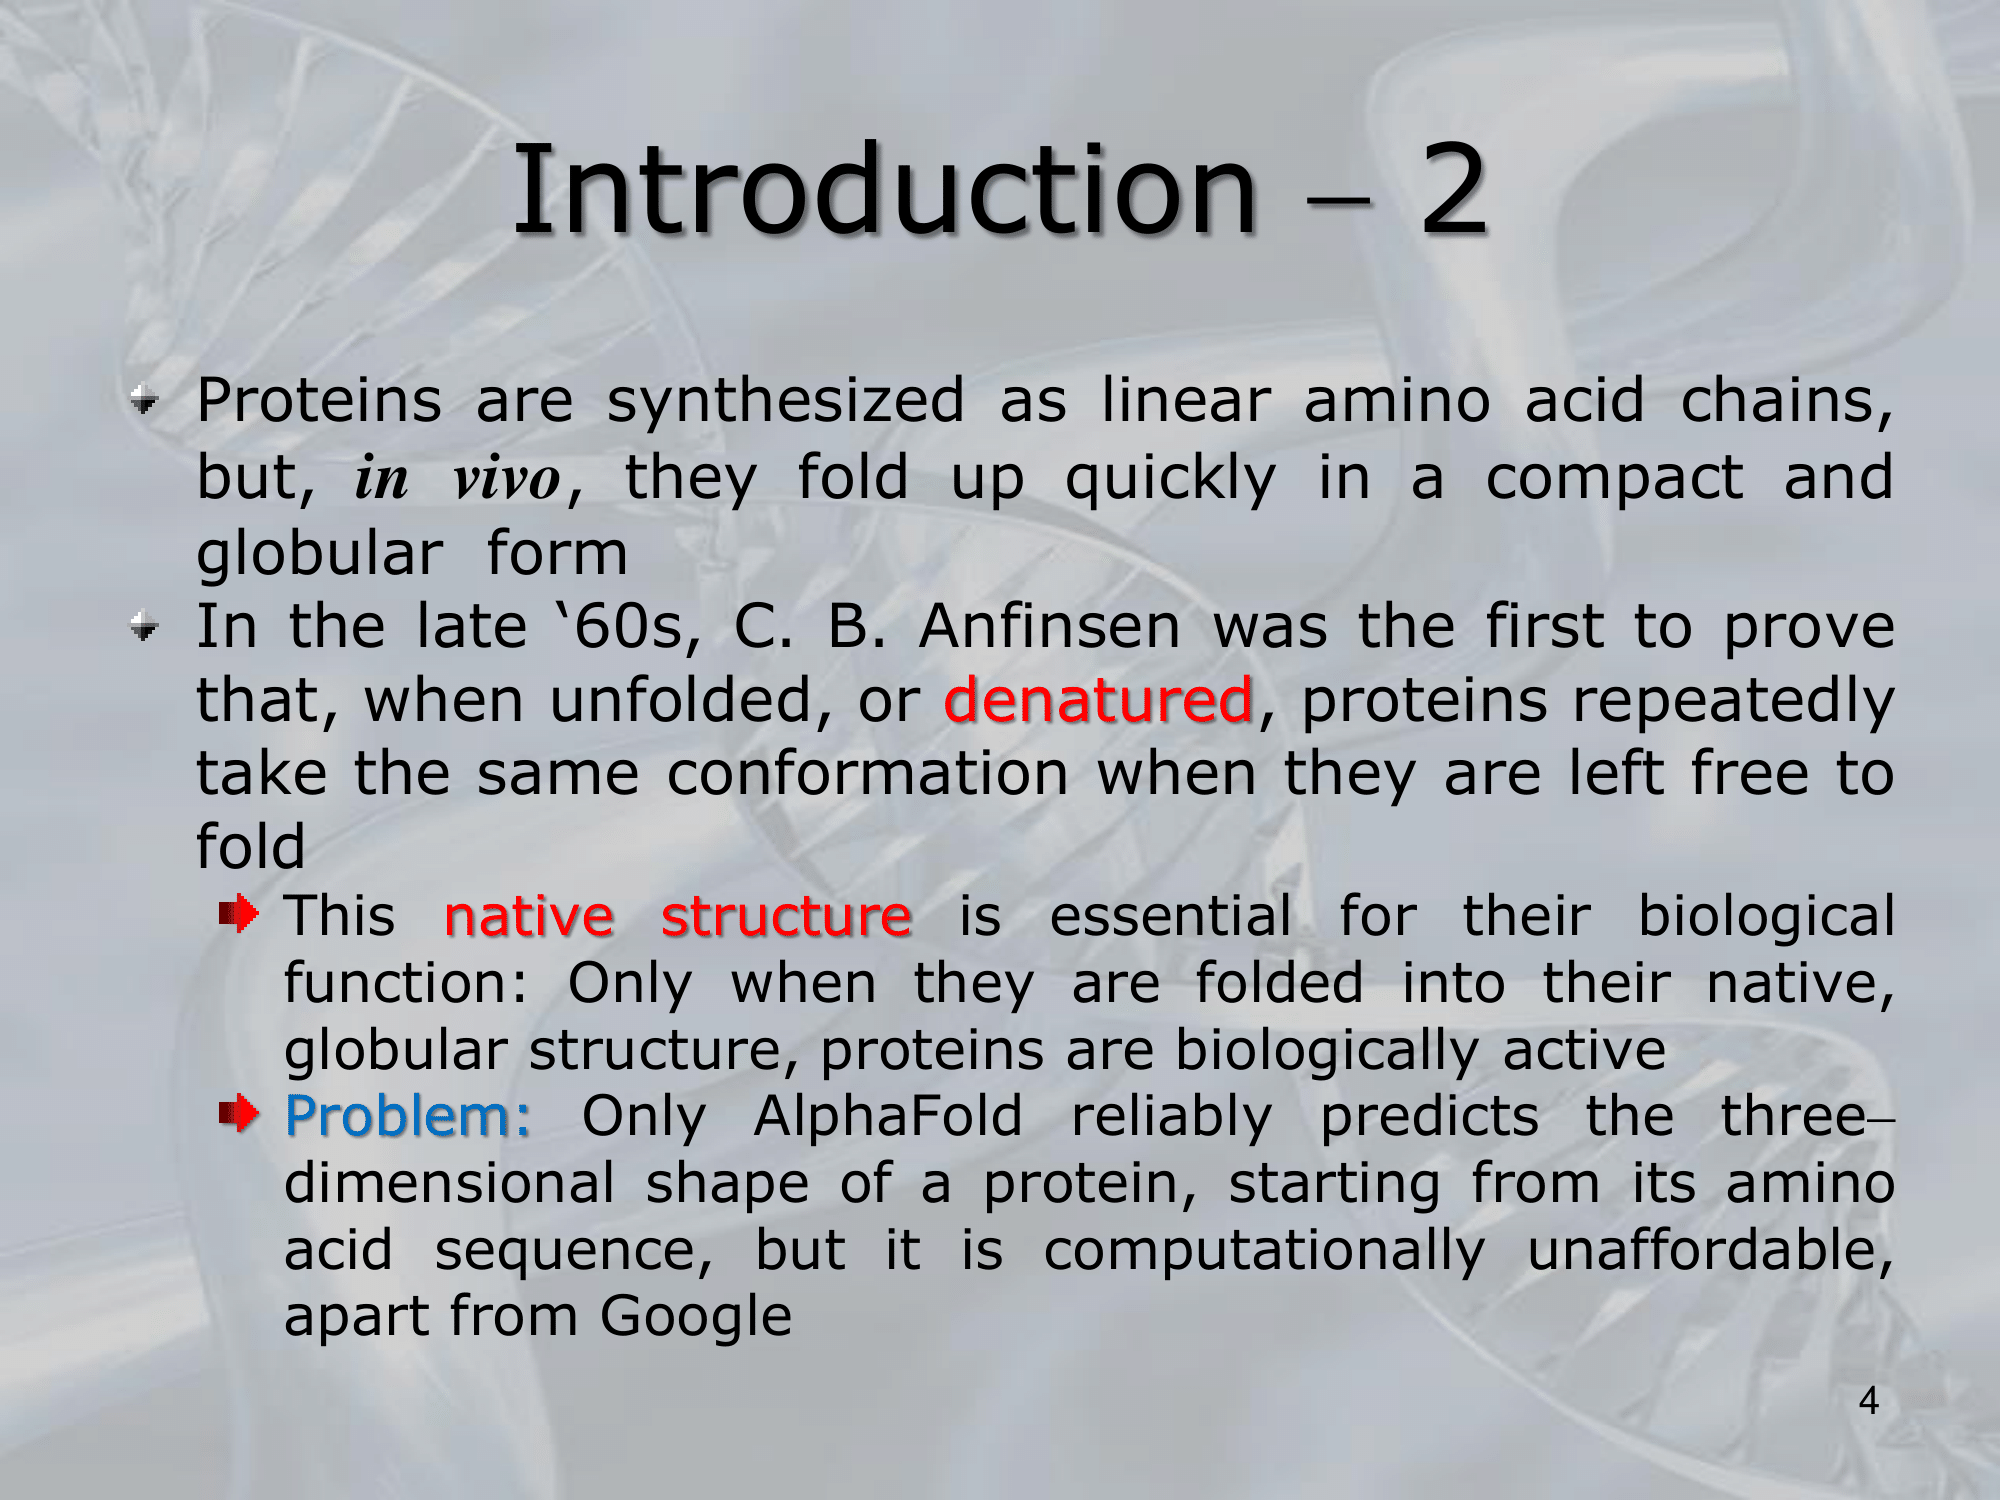 Introduction – 2
Proteins are synthesized as linear amino acid chains,
but, in vivo, they fold up quickly in a compact and
globular form
In the late ‘60s, C. B. Anfinsen was the first to prove
that, when unfolded, or denatured, proteins repeatedly
take the same conformation when they are left free to
fold
This native structure is essential for their biological
function: Only when they are folded into their native,
globular structure, proteins are biologically active
Problem: Only AlphaFold reliably predicts the three–
dimensional shape of a protein, starting from its amino
acid sequence, but it is computationally unaffordable,
apart from Google
4